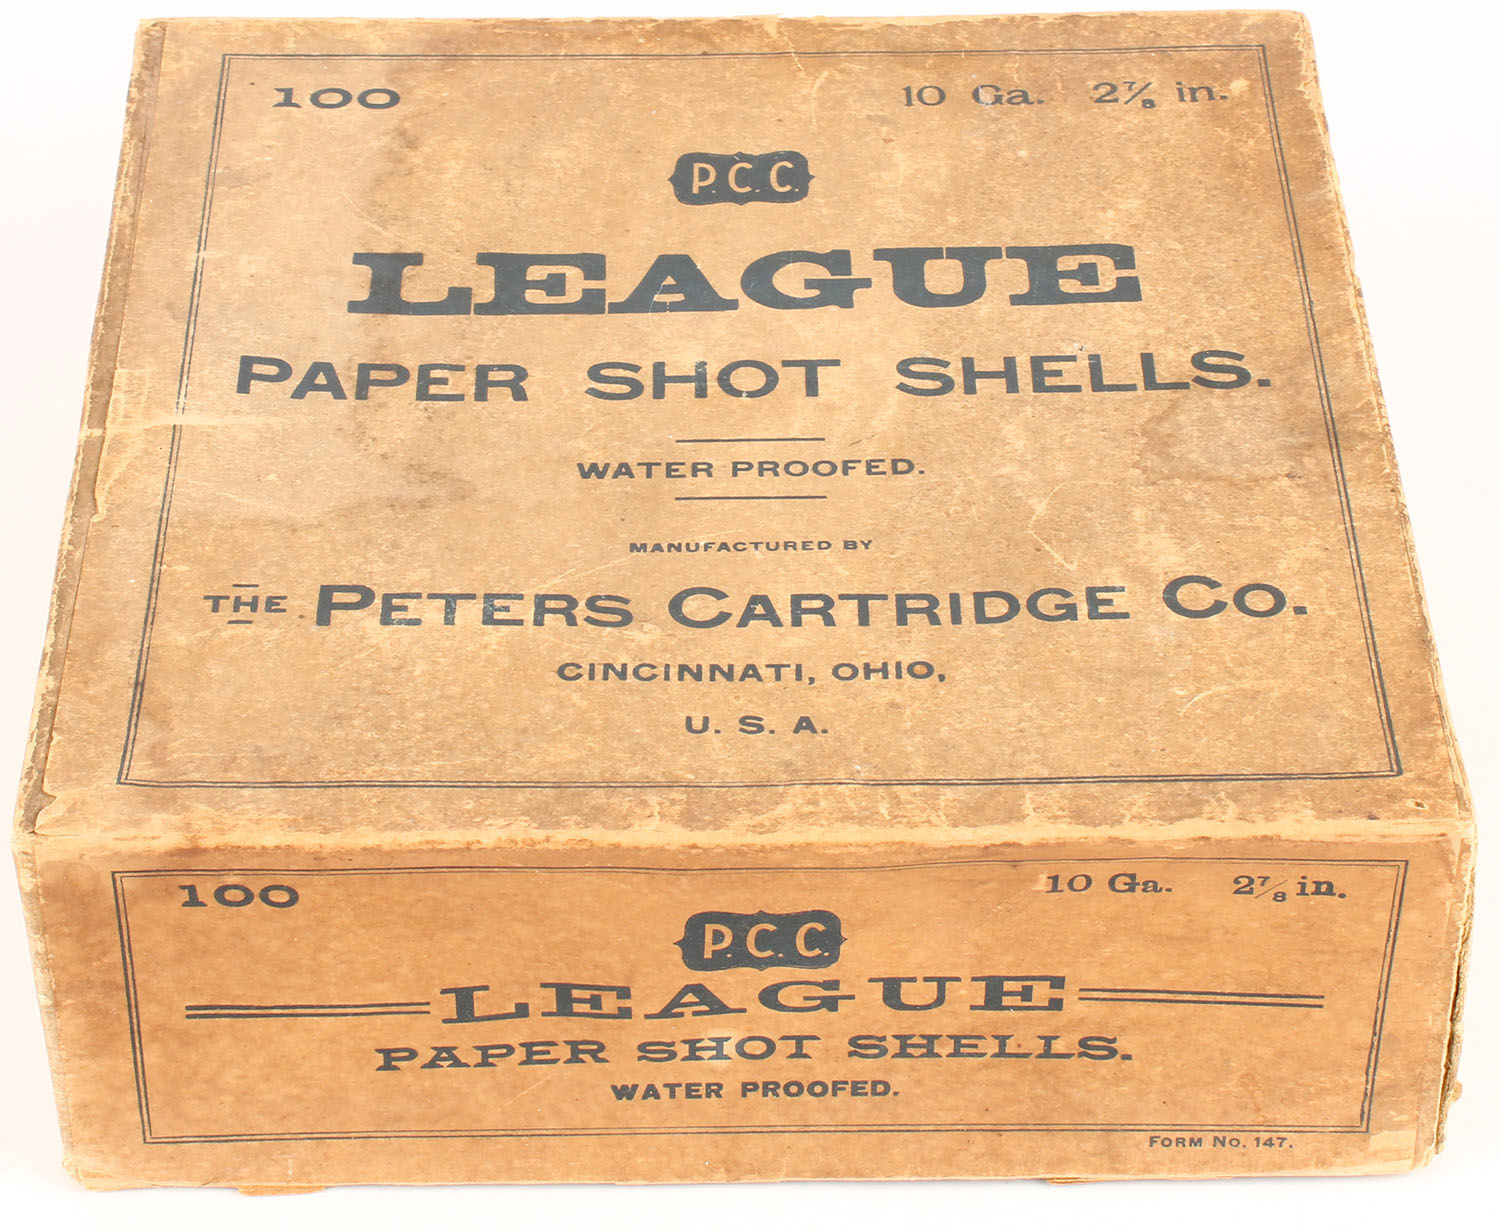 100 10 Ga. 2⅞ in.
P.C.C.
LEAGUE
PAPER SHOT SHELLS.
WATER PROOFED.
MANUFACTURED BY
THE PETERS CARTRIDGE CO.
CINCINNATI, OHIO,
U. S. A.
100 10 Ga. 2⅞ in.
P.C.C.
LEAGUE
PAPER SHOT SHELLS.
WATER PROOFED.
FORM NO. 147.